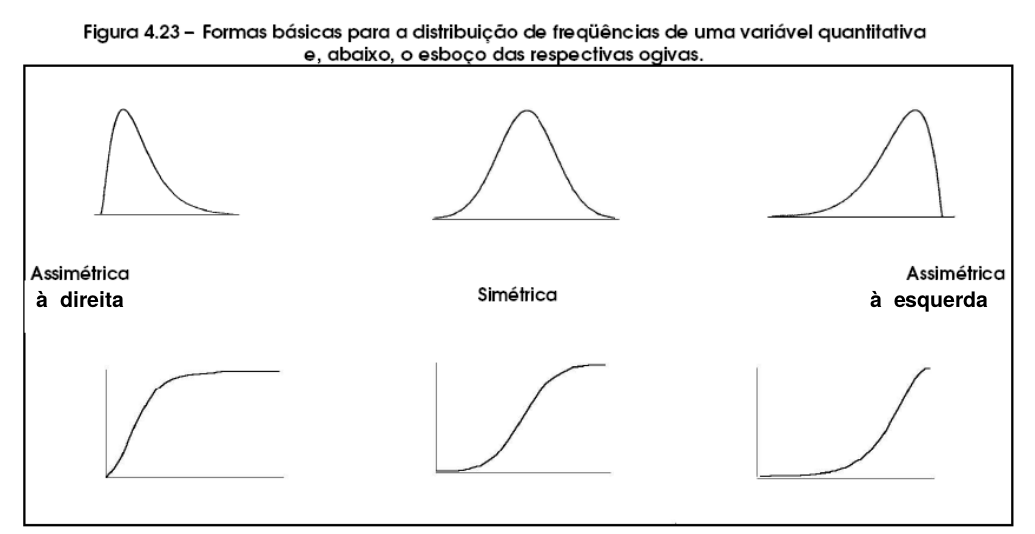 Figura 4.23 – Formas básicas para a distribuição de freqüências de uma variável quantitativa
e, abaixo, o esboço das respectivas ogivas.
Assimétrica
à direita
Simétrica
Assimétrica
à esquerda